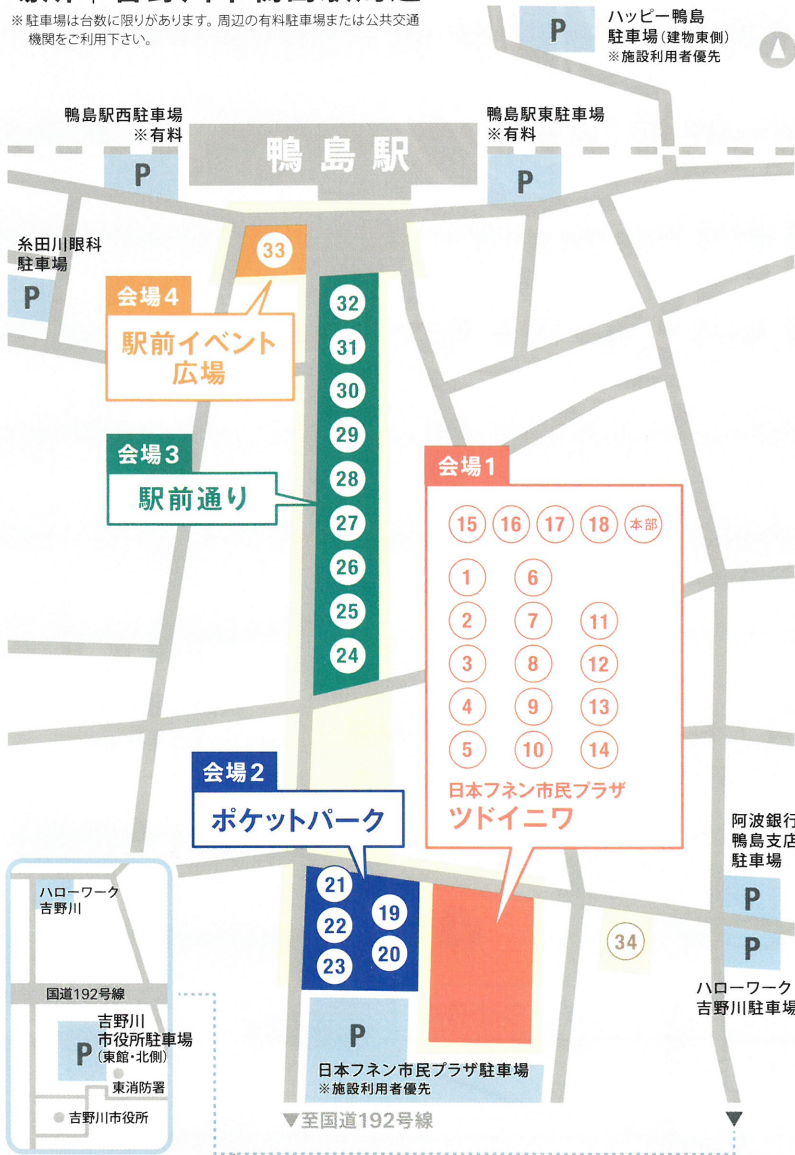 ※駐車場は台数に限りがあります。周辺の有料駐車場または公共交通
機関をご利用下さい。
P
ハッピー鴨島
駐車場(建物東側)
※施設利用者優先
鴨島駅西駐車場
※有料
P
鴨島駅
鴨島駅東駐車場
※有料
P
糸田川眼科
駐車場
P
33
会場4
駅前イベント
広場
32
31
30
29
28
27
26
25
24
会場3
駅前通り
会場1
15 16 17 18 本部
1 6
2 7 11
3 8 12
4 9 13
5 10 14
日本フネン市民プラザ
ツドイニワ
会場2
ポケットパーク
21
22
23
19
20
34
阿波銀行
鴨島支店
駐車場
P
P
ハローワーク
吉野川駐車場
P
日本フネン市民プラザ駐車場
※施設利用者優先
▼至国道192号線
▼
ハローワーク
吉野川
国道192号線
P
吉野川
市役所駐車場
(東館・北側)
東消防署
吉野川市役所